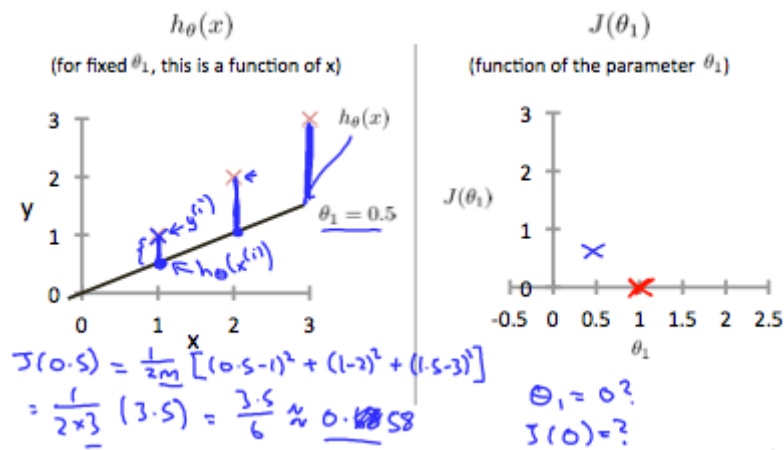 hθ(x)
(for fixed θ₁, this is a function of x)
3
2
1
0
y
0 1 2 3
x
hθ(x)
θ₁ = 0.5
y⁽ⁱ⁾
hθ(x⁽ⁱ⁾)
J(0.5) = 1/2m [(0.5-1)² + (1-2)² + (1.5-3)²]
= 1/2×3 (3.5) = 3.5/6 ≈ 0.58
J(θ₁)
(function of the parameter θ₁)
3
2
1
0
J(θ₁)
-0.5 0 0.5 1 1.5 2 2.5
θ₁
θ₁ = 0?
J(0) = ?